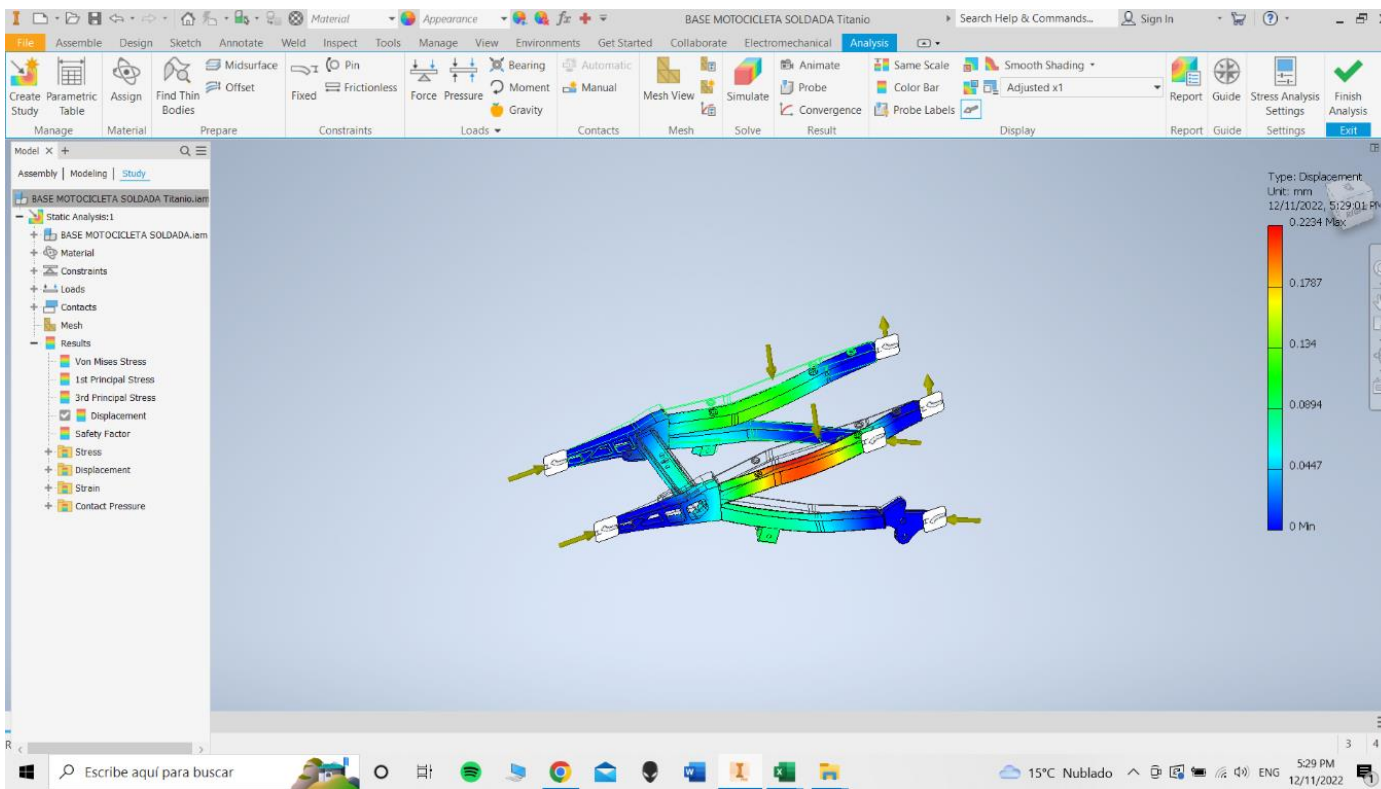 Material
Appearance
fx
BASE MOTOCICLETA SOLDADA Titanio
Search Help & Commands...
Sign In
File Assemble Design Sketch Annotate Weld Inspect Tools Manage View Environments Get Started Collaborate Electromechanical Analysis
Create Study
Parametric Table
Manage
Assign
Material
Find Thin Bodies
Midsurface
Offset
Prepare
Fixed
Pin
Frictionless
Constraints
Force
Pressure
Bearing
Moment
Gravity
Loads
Automatic
Manual
Contacts
Mesh View
Mesh
Simulate
Solve
Animate
Probe
Convergence
Result
Same Scale
Color Bar
Probe Labels
Smooth Shading
Adjusted x1
Display
Report
Report
Guide
Guide
Stress Analysis Settings
Settings
Finish Analysis
Exit
Model × +
Assembly | Modeling | Study
BASE MOTOCICLETA SOLDADA Titanio.iam
Static Analysis:1
BASE MOTOCICLETA SOLDADA.iam
Material
Constraints
Loads
Contacts
Mesh
Results
Von Mises Stress
1st Principal Stress
3rd Principal Stress
Displacement
Safety Factor
Stress
Displacement
Strain
Contact Pressure
Type: Displacement
Unit: mm
12/11/2022, 5:29:01 PM
0.2234 Max
0.1787
0.134
0.0894
0.0447
0 Min
R
3 4
Escribe aquí para buscar
15°C Nublado
ENG
5:29 PM
12/11/2022
1